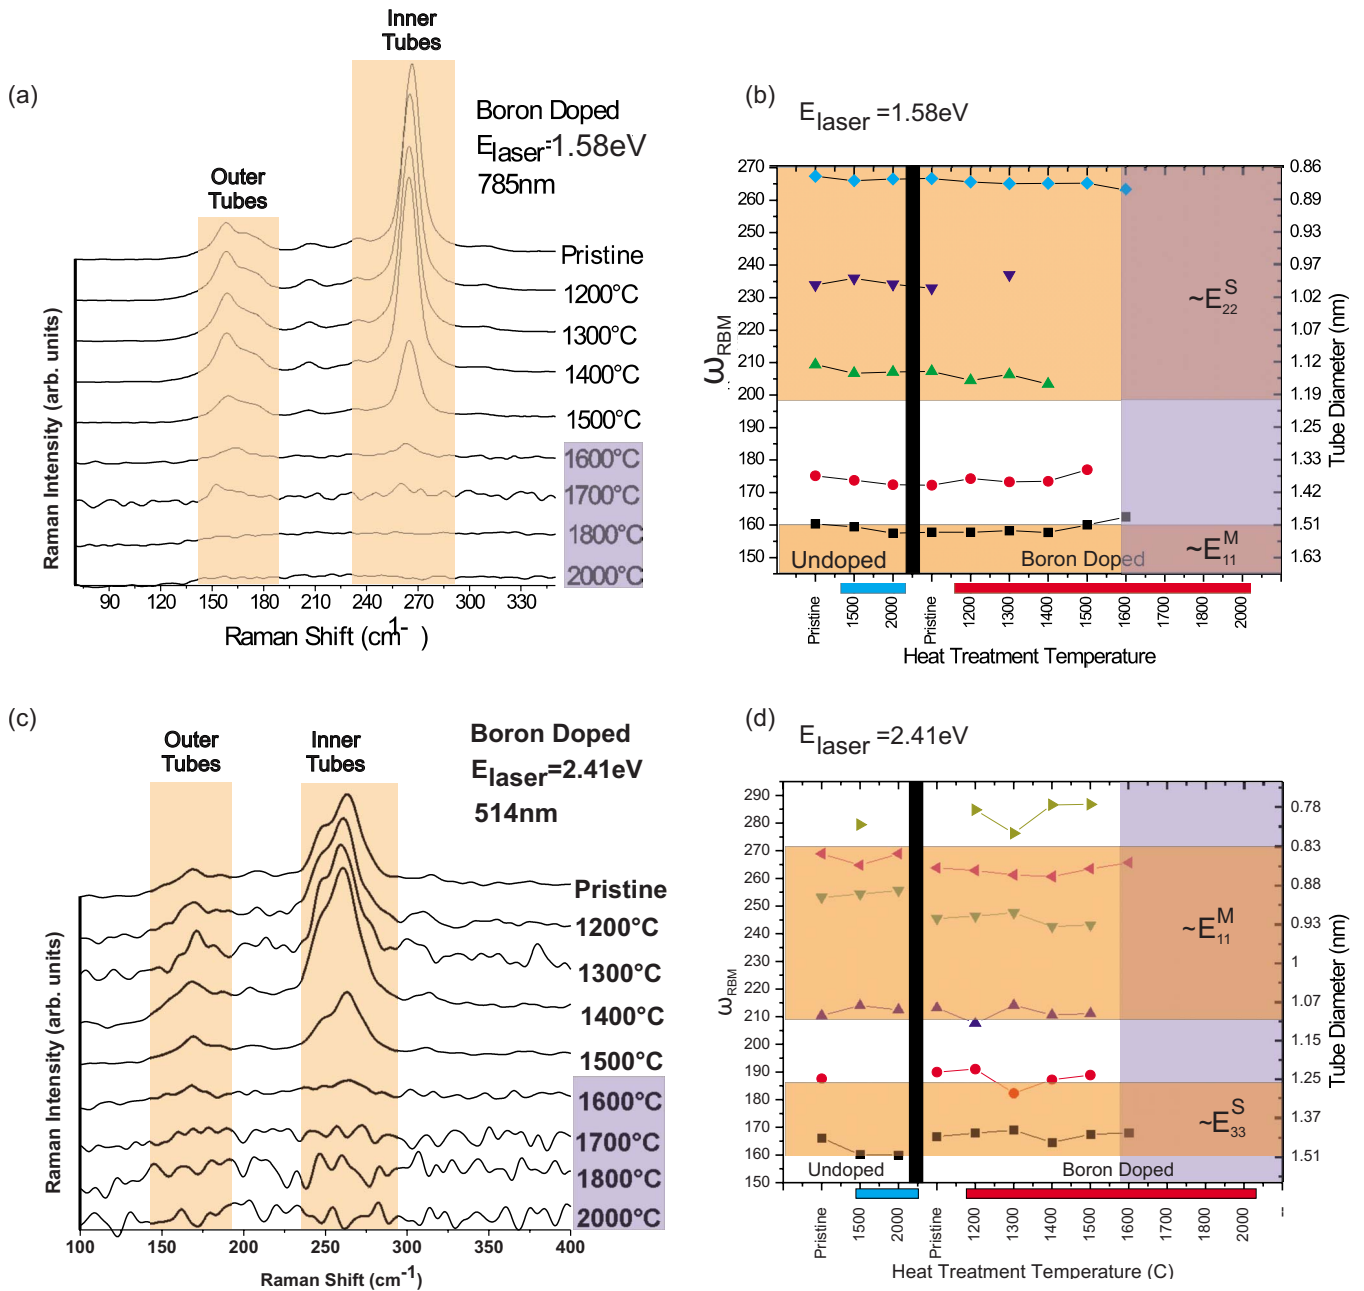 (a)
Inner
Tubes
Outer
Tubes
Boron Doped
Elaser=1.58eV
785nm
Pristine
1200°C
1300°C
1400°C
1500°C
1600°C
1700°C
1800°C
2000°C
Raman Intensity (arb. units)
90 150 180 210 240 270 300 330
Raman Shift (cm1- )
(b)
Elaser =1.58eV
270
260
250
240
230
220
210
200
190
180
170
160
150
ωRBM
0.86
0.89
0.93
0.97
1.02
1.07
1.12
1.19
1.25
1.33
1.42
1.51
1.63
Tube Diameter (nm)
~E22S
~E11M
Undoped
Boron Doped
Pristine 1500 2000 Pristine 1200 1300 1400 1500 1600 1700 1800 2000
Heat Treatment Temperature
(c)
Outer
Tubes
Inner
Tubes
Boron Doped
Elaser=2.41eV
514nm
Pristine
1200°C
1300°C
1400°C
1500°C
1600°C
1700°C
1800°C
2000°C
Raman Intensity (arb. units)
100 150 200 250 300 350 400
Raman Shift (cm-1)
(d)
Elaser =2.41eV
290
280
270
260
250
240
230
220
210
200
190
180
170
160
150
ωRBM
0.78
0.83
0.88
0.93
1
1.07
1.15
1.25
1.37
1.51
Tube Diameter (nm)
~E11M
~E33S
Undoped
Boron Doped
Pristine 1500 2000 Pristine 1200 1300 1400 1500 1600 1700 1800 2000
Heat Treatment Temperature (C)